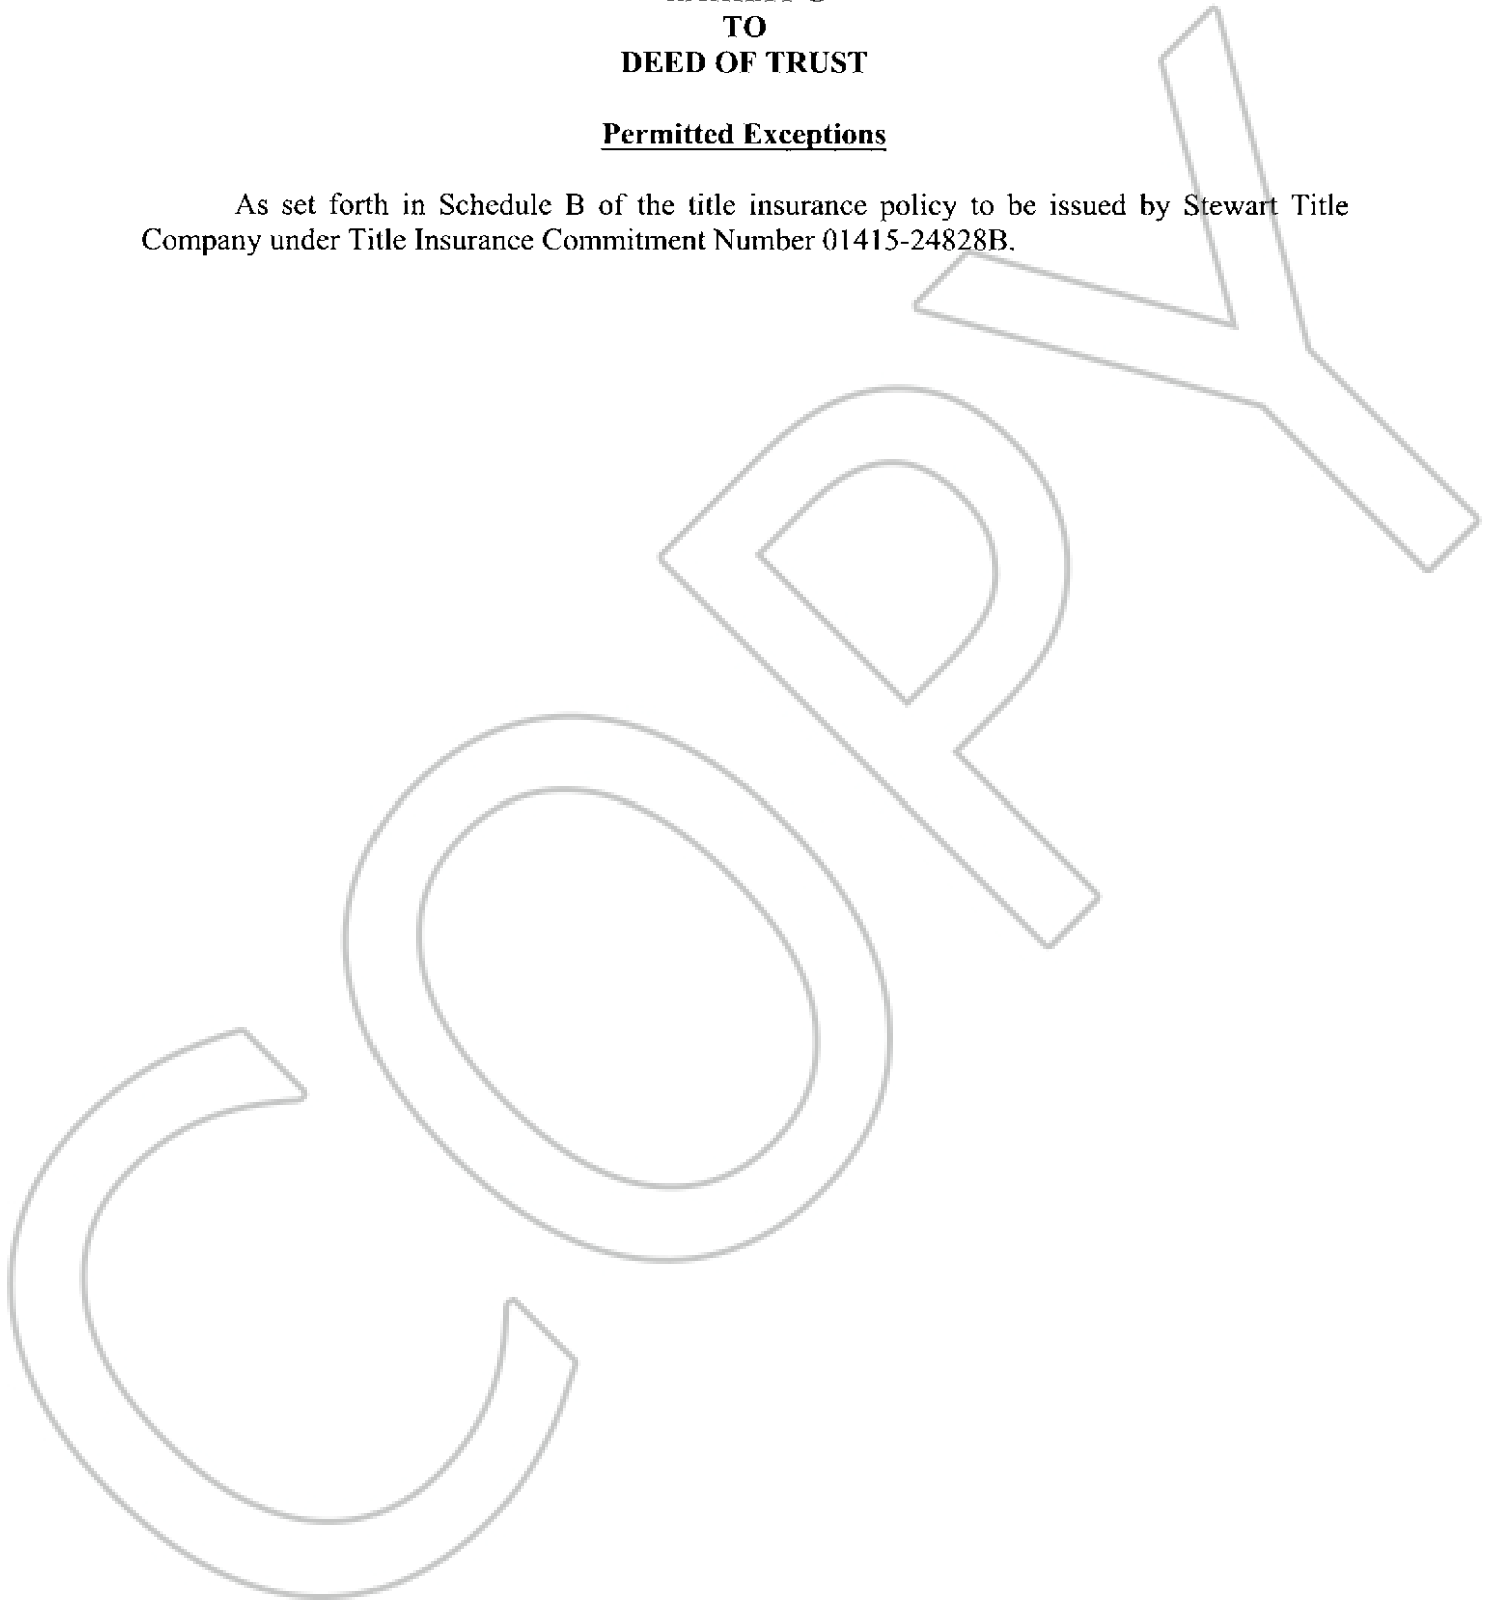 TO
DEED OF TRUST
Permitted Exceptions
As set forth in Schedule B of the title insurance policy to be issued by Stewart Title
Company under Title Insurance Commitment Number 01415-24828B.
COPY